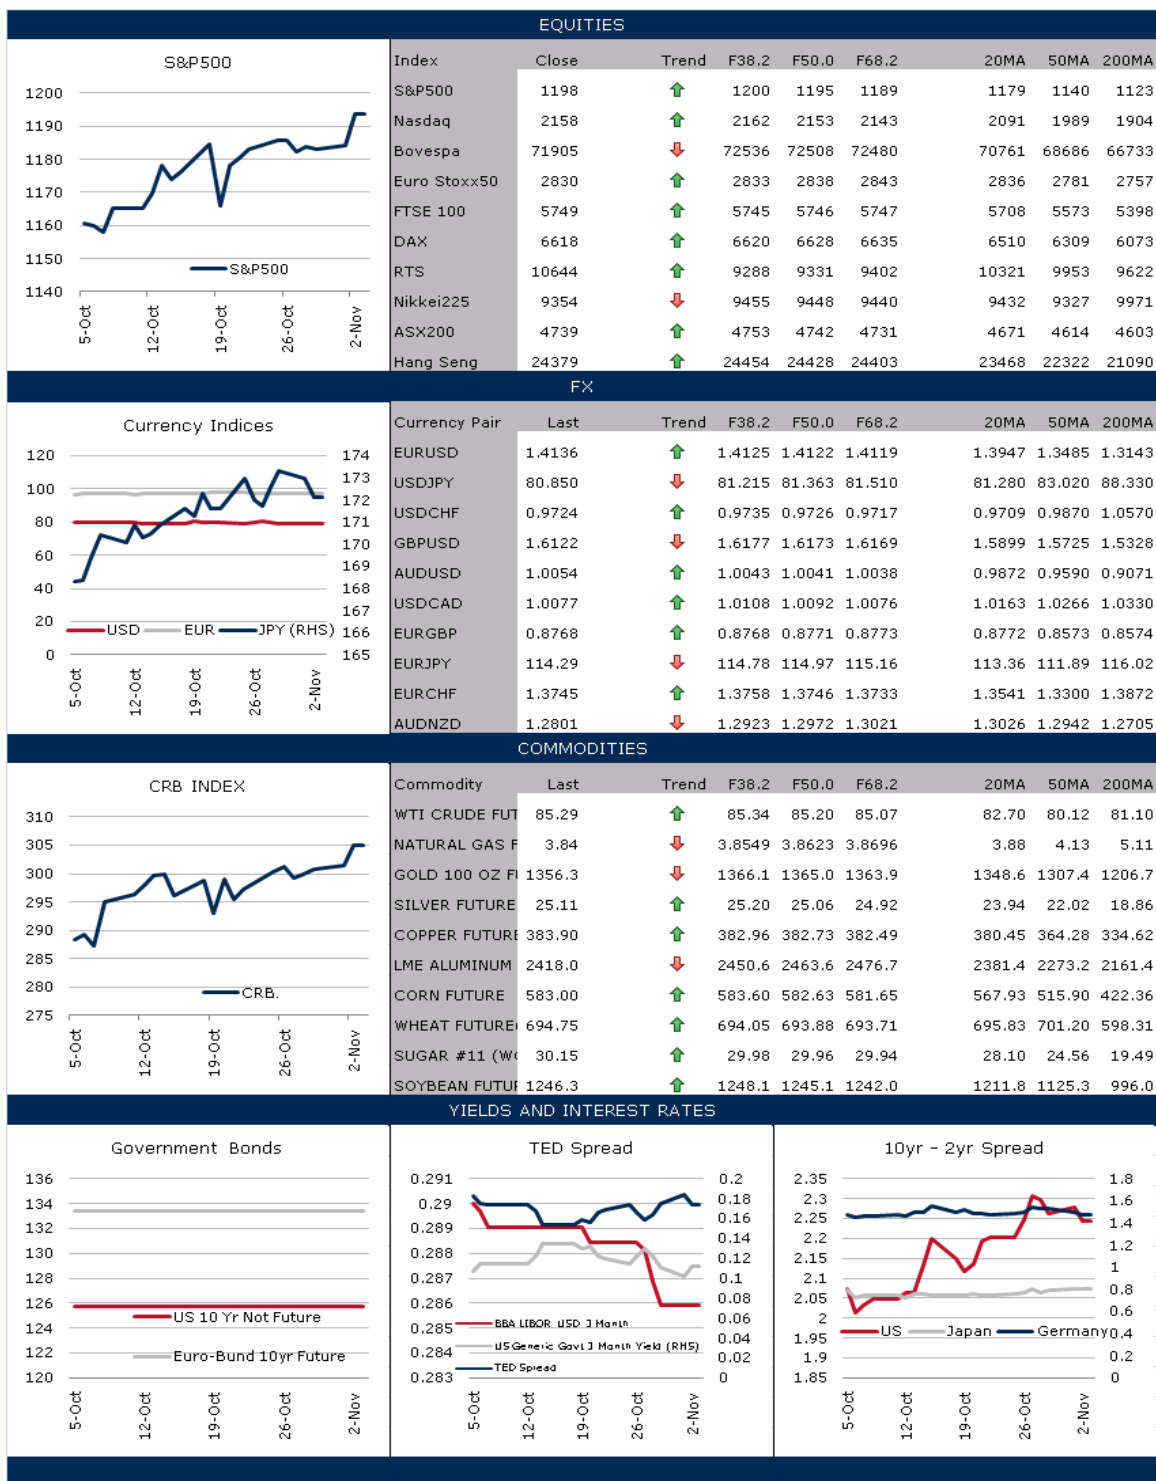 EQUITIES
S&P500
1200
1190
1180
1170
1160
1150
1140
S&P500
5-Oct
12-Oct
19-Oct
26-Oct
2-Nov
Index Close Trend F38.2 F50.0 F68.2 20MA 50MA 200MA
S&P500 1198 1200 1195 1189 1179 1140 1123
Nasdaq 2158 2162 2153 2143 2091 1989 1904
Bovespa 71905 72536 72508 72480 70761 68686 66733
Euro Stoxx50 2830 2833 2838 2843 2836 2781 2757
FTSE 100 5749 5745 5746 5747 5708 5573 5398
DAX 6618 6620 6628 6635 6510 6309 6073
RTS 10644 9288 9331 9402 10321 9953 9622
Nikkei225 9354 9455 9448 9440 9432 9327 9971
ASX200 4739 4753 4742 4731 4671 4614 4603
Hang Seng 24379 24454 24428 24403 23468 22322 21090
FX
Currency Indices
120 174
100 173
80 172
60 171
40 170
20 169
0 168
167
166
165
USD EUR JPY (RHS)
5-Oct
12-Oct
19-Oct
26-Oct
2-Nov
Currency Pair Last Trend F38.2 F50.0 F68.2 20MA 50MA 200MA
EURUSD 1.4136 1.4125 1.4122 1.4119 1.3947 1.3485 1.3143
USDJPY 80.850 81.215 81.363 81.510 81.280 83.020 88.330
USDCHF 0.9724 0.9735 0.9726 0.9717 0.9709 0.9870 1.0570
GBPUSD 1.6122 1.6177 1.6173 1.6169 1.5899 1.5725 1.5328
AUDUSD 1.0054 1.0043 1.0041 1.0038 0.9872 0.9590 0.9071
USDCAD 1.0077 1.0108 1.0092 1.0076 1.0163 1.0266 1.0330
EURGBP 0.8768 0.8768 0.8771 0.8773 0.8772 0.8573 0.8574
EURJPY 114.29 114.78 114.97 115.16 113.36 111.89 116.02
EURCHF 1.3745 1.3758 1.3746 1.3733 1.3541 1.3300 1.3872
AUDNZD 1.2801 1.2923 1.2972 1.3021 1.3026 1.2942 1.2705
COMMODITIES
CRB INDEX
310
305
300
295
290
285
280
275
CRB.
5-Oct
12-Oct
19-Oct
26-Oct
2-Nov
Commodity Last Trend F38.2 F50.0 F68.2 20MA 50MA 200MA
WTI CRUDE FUT 85.29 85.34 85.20 85.07 82.70 80.12 81.10
NATURAL GAS F 3.84 3.8549 3.8623 3.8696 3.88 4.13 5.11
GOLD 100 OZ FU 1356.3 1366.1 1365.0 1363.9 1348.6 1307.4 1206.7
SILVER FUTURE 25.11 25.20 25.06 24.92 23.94 22.02 18.86
COPPER FUTURE 383.90 382.96 382.73 382.49 380.45 364.28 334.62
LME ALUMINUM 2418.0 2450.6 2463.6 2476.7 2381.4 2273.2 2161.4
CORN FUTURE 583.00 583.60 582.63 581.65 567.93 515.90 422.36
WHEAT FUTURE 694.75 694.05 693.88 693.71 695.83 701.20 598.31
SUGAR #11 (WO 30.15 29.98 29.96 29.94 28.10 24.56 19.49
SOYBEAN FUTU 1246.3 1248.1 1245.1 1242.0 1211.8 1125.3 996.0
YIELDS AND INTEREST RATES
Government Bonds
136
134
132
130
128
126
124
122
120
US 10 Yr Not Future
Euro-Bund 10yr Future
5-Oct
12-Oct
19-Oct
26-Oct
2-Nov
TED Spread
0.291 0.2
0.29 0.18
0.289 0.16
0.288 0.14
0.287 0.12
0.286 0.1
0.285 0.08
0.284 0.06
0.283 0.04
0.02
0
BBA LIBOR USD 3 Month
US Generic Govt 3 Month Yield (RHS)
TED Spread
5-Oct
12-Oct
19-Oct
26-Oct
2-Nov
10yr - 2yr Spread
2.35 1.8
2.3 1.6
2.25 1.4
2.2 1.2
2.15 1
2.1 0.8
2.05 0.6
2 0.4
1.95 0.2
1.9 0
1.85
US Japan Germany
5-Oct
12-Oct
19-Oct
26-Oct
2-Nov